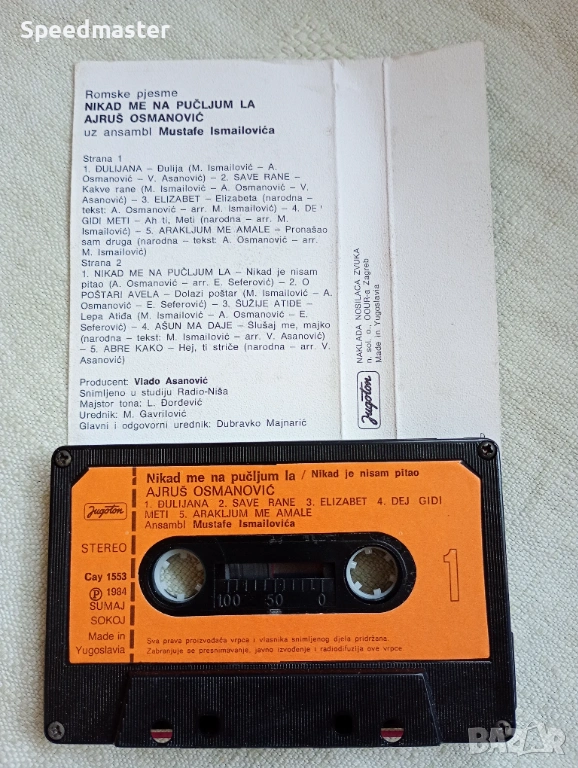 Speedmaster
Romske pjesme
NIKAD ME NA PUČLJUM LA
AJRUŠ OSMANOVIĆ
uz ansambl Mustafe Ismailovića
Strana 1
1. ĐULIJANA – Đulija (M. Ismailović – A.
Osmanović – V. Asanović) – 2. SAVE RANE –
Kakve rane (M. Ismailović – A. Osmanović – V.
Asanović) – 3. ELIZABET – Elizabeta (narodna –
tekst: A. Osmanović – arr. M. Ismailović) – 4. DEJ
GIDI METI – Ah ti, Meti (narodna – arr. M.
Ismailović) – 5. ARAKLJUM ME AMALE – Pronašao
sam druga (narodna – tekst: A. Osmanović – arr.
M. Ismailović)
Strana 2
1. NIKAD ME NA PUČLJUM LA – Nikad je nisam
pitao (A. Osmanović – arr. E. Seferović) – 2. O
POŠTARI AVELA – Dolazi poštar (M. Ismailović – A.
Osmanović – E. Seferović) – 3. ŠUŽIJE ATIDE –
Lepa Atiđa (M. Ismailović – A. Osmanović – E.
Seferović) – 4. AŠUN MA DAJE – Slušaj me, majko
(narodna – tekst: M. Ismailović – arr. V. Asanović)
– 5. ABRE KAKO – Hej, ti striče (narodna – arr. V.
Asanović)
Producent: Vlado Asanović
Snimljeno u studiju Radio-Niša
Majstor tona: L. Đorđević
Urednik: M. Gavrilović
Glavni i odgovorni urednik: Dubravko Majnarić
NAKLADA NOSILACA ZVUKA
n. sol. o., OOUR-a Zagreb
Made in Yugoslavia
Jugoton
Nikad me na pučljum la / Nikad je nisam pitao
AJRUŠ OSMANOVIĆ
1. ĐULIJANA 2. SAVE RANE 3. ELIZABET 4. DEJ GIDI
METI 5. ARAKLJUM ME AMALE
Ansambl Mustafe Ismailovića
Jugoton
STEREO
Cay 1553
Ⓟ 1984
SUMAJ
SOKOJ
Made in
Yugoslavia
100 50 0
1
Sva prava proizvođača vrpce i vlasnika snimljenog djela pridržana.
Zabranjuje se presnimavanje, javno izvođenje i radiodifuzija ove vrpce
BAZAR